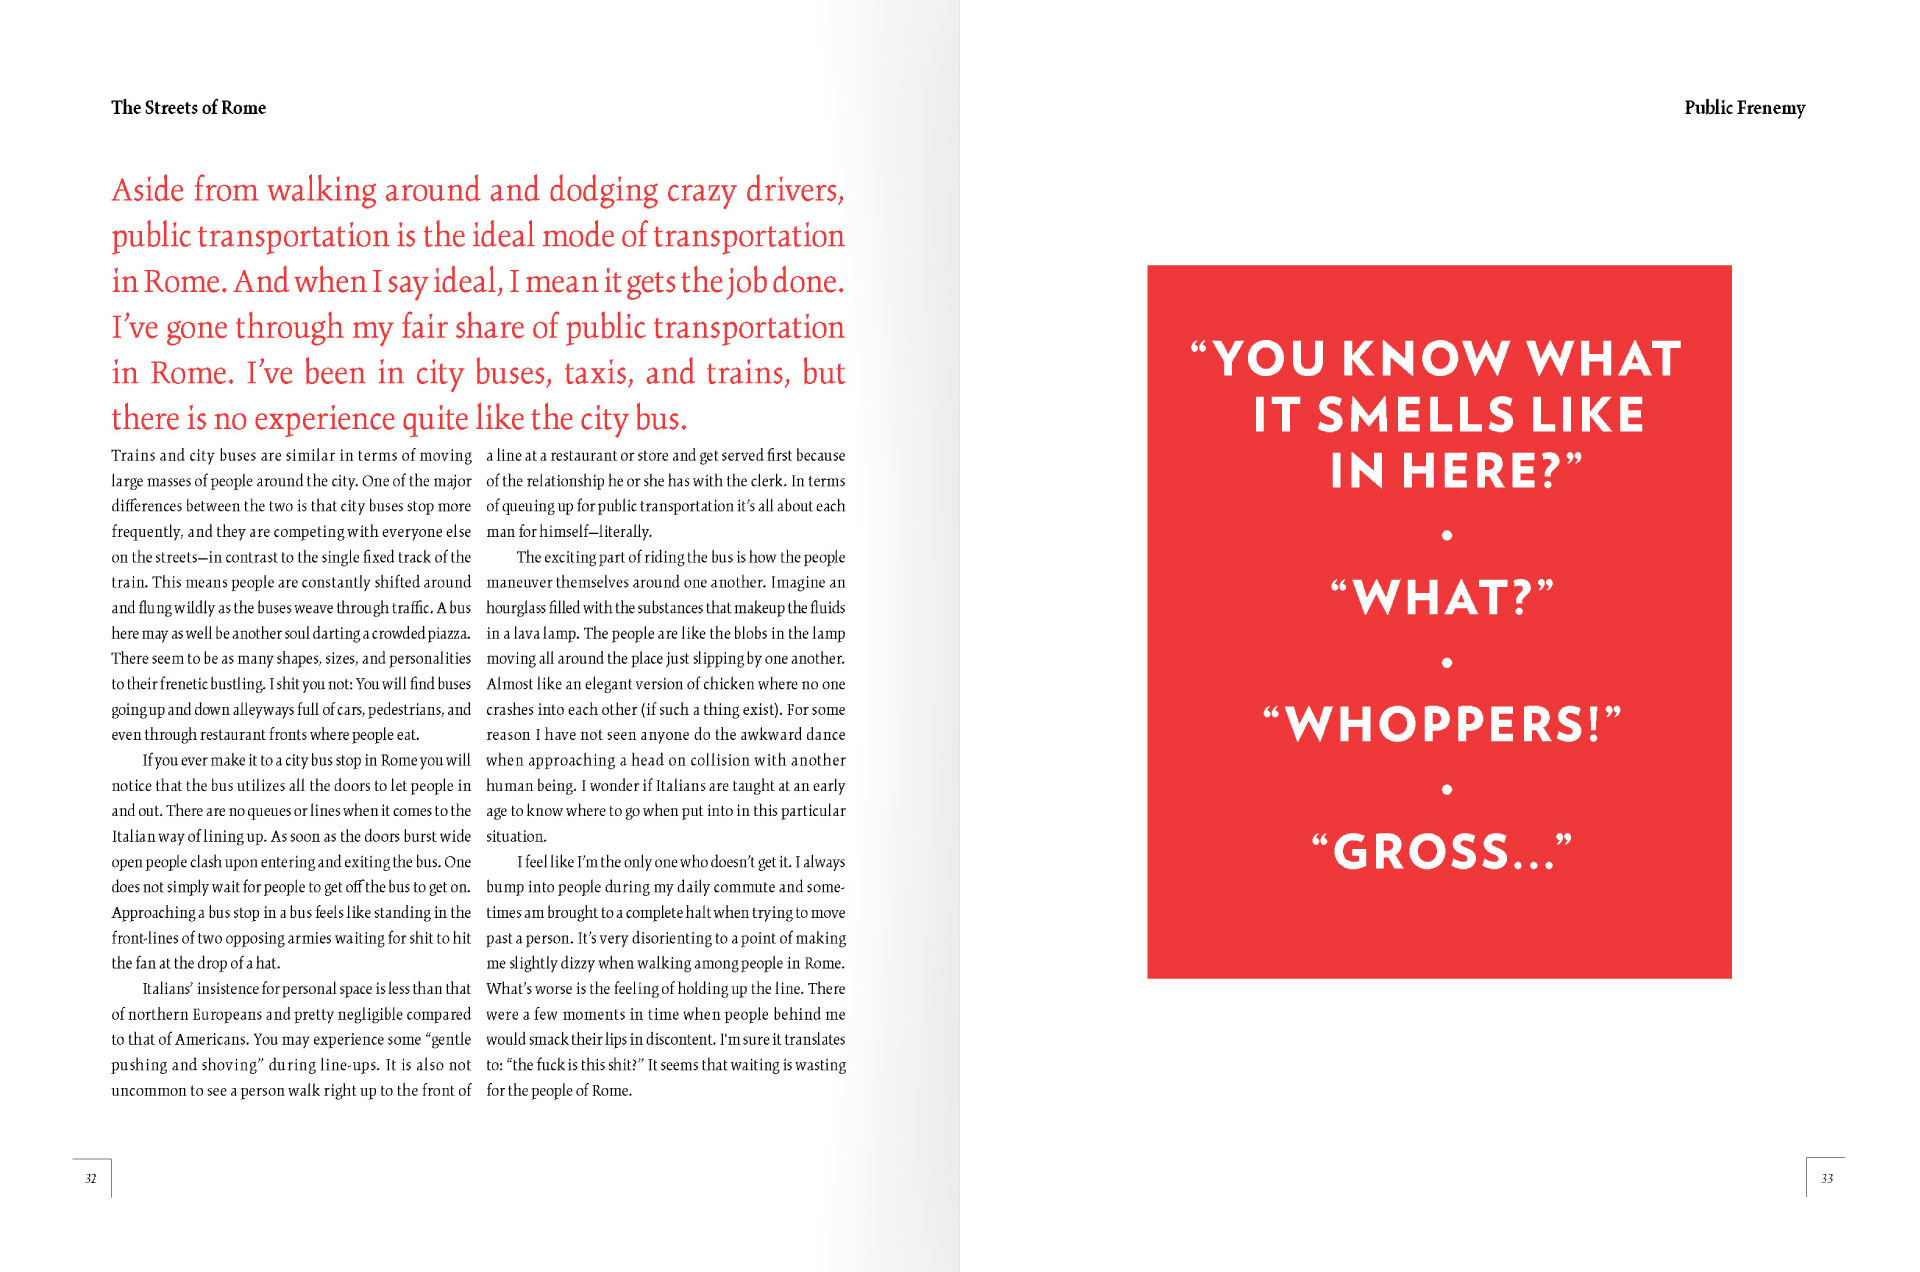 The Streets of Rome
Aside from walking around and dodging crazy drivers,
public transportation is the ideal mode of transportation
in Rome. And when I say ideal, I mean it gets the job done.
I’ve gone through my fair share of public transportation
in Rome. I’ve been in city buses, taxis, and trains, but
there is no experience quite like the city bus.
Trains and city buses are similar in terms of moving
large masses of people around the city. One of the major
differences between the two is that city buses stop more
frequently, and they are competing with everyone else
on the streets—in contrast to the single fixed track of the
train. This means people are constantly shifted around
and flung wildly as the buses weave through traffic. A bus
here may as well be another soul darting a crowded piazza.
There seem to be as many shapes, sizes, and personalities
to their frenetic bustling. I shit you not: You will find buses
going up and down alleyways full of cars, pedestrians, and
even through restaurant fronts where people eat.
If you ever make it to a city bus stop in Rome you will
notice that the bus utilizes all the doors to let people in
and out. There are no queues or lines when it comes to the
Italian way of lining up. As soon as the doors burst wide
open people clash upon entering and exiting the bus. One
does not simply wait for people to get off the bus to get on.
Approaching a bus stop in a bus feels like standing in the
front-lines of two opposing armies waiting for shit to hit
the fan at the drop of a hat.
Italians’ insistence for personal space is less than that
of northern Europeans and pretty negligible compared
to that of Americans. You may experience some “gentle
pushing and shoving” during line-ups. It is also not
uncommon to see a person walk right up to the front of
a line at a restaurant or store and get served first because
of the relationship he or she has with the clerk. In terms
of queuing up for public transportation it’s all about each
man for himself—literally.
The exciting part of riding the bus is how the people
maneuver themselves around one another. Imagine an
hourglass filled with the substances that makeup the fluids
in a lava lamp. The people are like the blobs in the lamp
moving all around the place just slipping by one another.
Almost like an elegant version of chicken where no one
crashes into each other (if such a thing exist). For some
reason I have not seen anyone do the awkward dance
when approaching a head on collision with another
human being. I wonder if Italians are taught at an early
age to know where to go when put into in this particular
situation.
I feel like I’m the only one who doesn’t get it. I always
bump into people during my daily commute and some-
times am brought to a complete halt when trying to move
past a person. It’s very disorienting to a point of making
me slightly dizzy when walking among people in Rome.
What’s worse is the feeling of holding up the line. There
were a few moments in time when people behind me
would smack their lips in discontent. I'm sure it translates
to: “the fuck is this shit?” It seems that waiting is wasting
for the people of Rome.
32
Public Frenemy
“YOU KNOW WHAT
IT SMELLS LIKE
IN HERE?”
•
“WHAT?”
•
“WHOPPERS!”
•
“GROSS...”
33